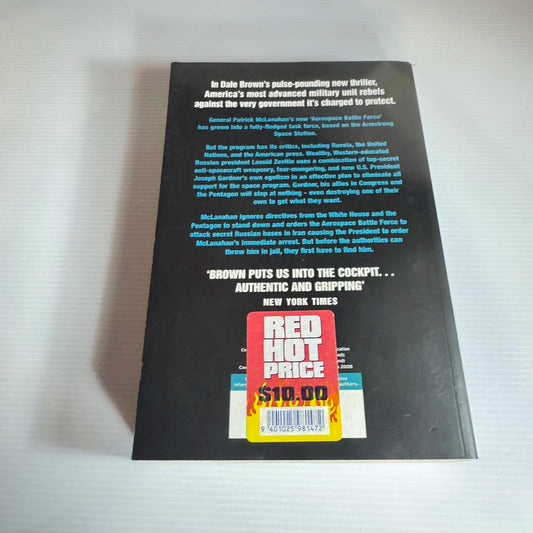 In Dale Brown's pulse-pounding new thriller,
America's most advanced military unit rebels
against the very government it's charged to protect.
General Patrick McLanahan's new 'Aerospace Battle Force'
has grown into a fully-fledged task force, based on the Armstrong
Space Station.
But the program has its critics, including Russia, the United
Nations, and the American press. Wealthy, Western-educated
Russian president Leonid Zevitin uses a combination of top-secret
anti-spacecraft weaponry, fear-mongering, and new U.S. President
Joseph Gardner's own egotism in an effective plan to eliminate all
support for the space program. Gardner, his allies in Congress and
the Pentagon will stop at nothing - even destroying one of their
own to get what they want.
McLanahan ignores directives from the White House and the
Pentagon to stand down and orders the Aerospace Battle Force to
attack secret Russian bases in Iran causing the President to order
McLanahan's immediate arrest. But before the authorities can
throw him in jail, they first have to find him.
'BROWN PUTS US INTO THE COCKPIT...
AUTHENTIC AND GRIPPING'
NEW YORK TIMES
RED
HOT
PRICE
$10.00
2008
authors.
9 401025 981472